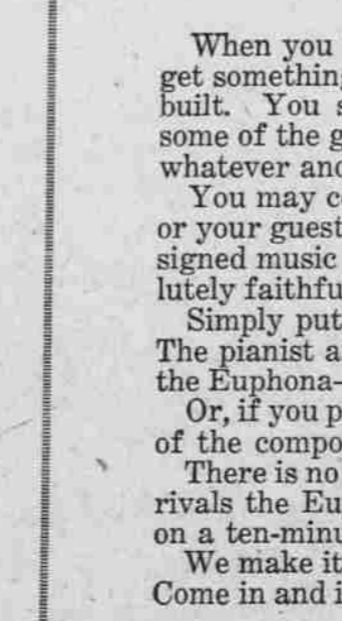 When you
get something
built. You s
some of the g
whatever and
You may c
or your guest
signed music
lutely faithfu
Simply put
The pianist a
the Euphona-
Or, if you p
of the compo
There is no
rivals the Eu
on a ten-minu
We make it
Come in and i